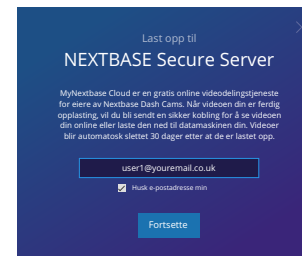 Last opp til
NEXTBASE Secure Server
MyNextbase Cloud er en gratis online videodelingstjeneste
for eiere av Nextbase Dash Cams. Når videoen din er ferdig
opplasting, vil du bli sendt en sikker kobling for å se videoen
din online eller laste den ned til datamaskinen din. Videoer
blir automatosk slettet 30 dager etter at de er lastet opp.
user1@youremail.co.uk
Husk e-postadresse min
Fortsette